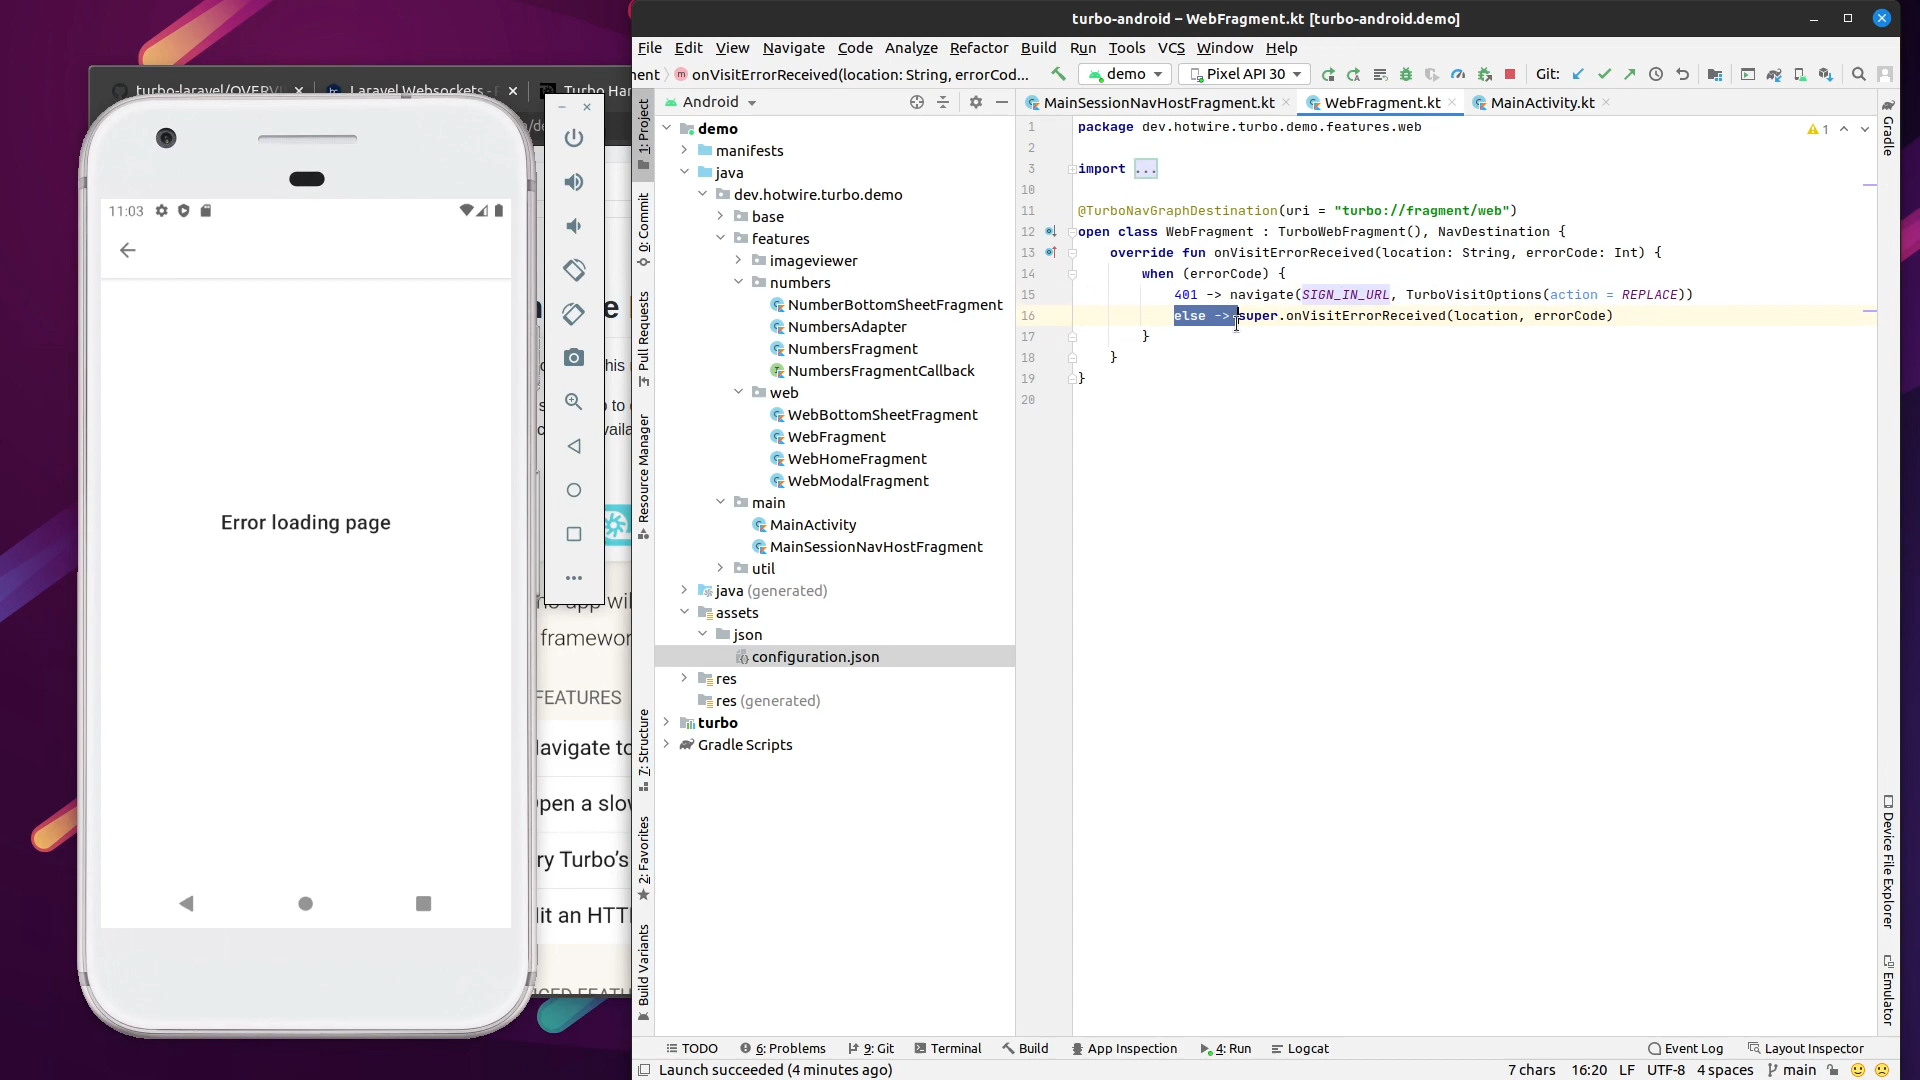 turbo-android – WebFragment.kt [turbo-android.demo]
File Edit View Navigate Code Analyze Refactor Build Run Tools VCS Window Help
onVisitErrorReceived(location: String, errorCod...
demo
Pixel API 30
Git:
turbo-laravel/OVERVI
Laravel Websockets -
Turbo Han
Android
MainSessionNavHostFragment.kt
WebFragment.kt
MainActivity.kt
1: Project
0: Commit
Pull Requests
Resource Manager
7: Structure
2: Favorites
Build Variants
demo
manifests
java
dev.hotwire.turbo.demo
base
features
imageviewer
numbers
NumberBottomSheetFragment
NumbersAdapter
NumbersFragment
NumbersFragmentCallback
web
WebBottomSheetFragment
WebFragment
WebHomeFragment
WebModalFragment
main
MainActivity
MainSessionNavHostFragment
util
java (generated)
assets
json
configuration.json
res
res (generated)
turbo
Gradle Scripts
1 package dev.hotwire.turbo.demo.features.web
2
3 import ...
10
11 @TurboNavGraphDestination(uri = "turbo://fragment/web")
12 open class WebFragment : TurboWebFragment(), NavDestination {
13 override fun onVisitErrorReceived(location: String, errorCode: Int) {
14 when (errorCode) {
15 401 -> navigate(SIGN_IN_URL, TurboVisitOptions(action = REPLACE))
16 else -> super.onVisitErrorReceived(location, errorCode)
17 }
18 }
19 }
20
1
Gradle
Device File Explorer
Emulator
11:03
Error loading page
framewor
FEATURES
Open a slo
TODO
6: Problems
9: Git
Terminal
Build
App Inspection
4: Run
Logcat
Event Log
Layout Inspector
Launch succeeded (4 minutes ago)
7 chars 16:20 LF UTF-8 4 spaces main